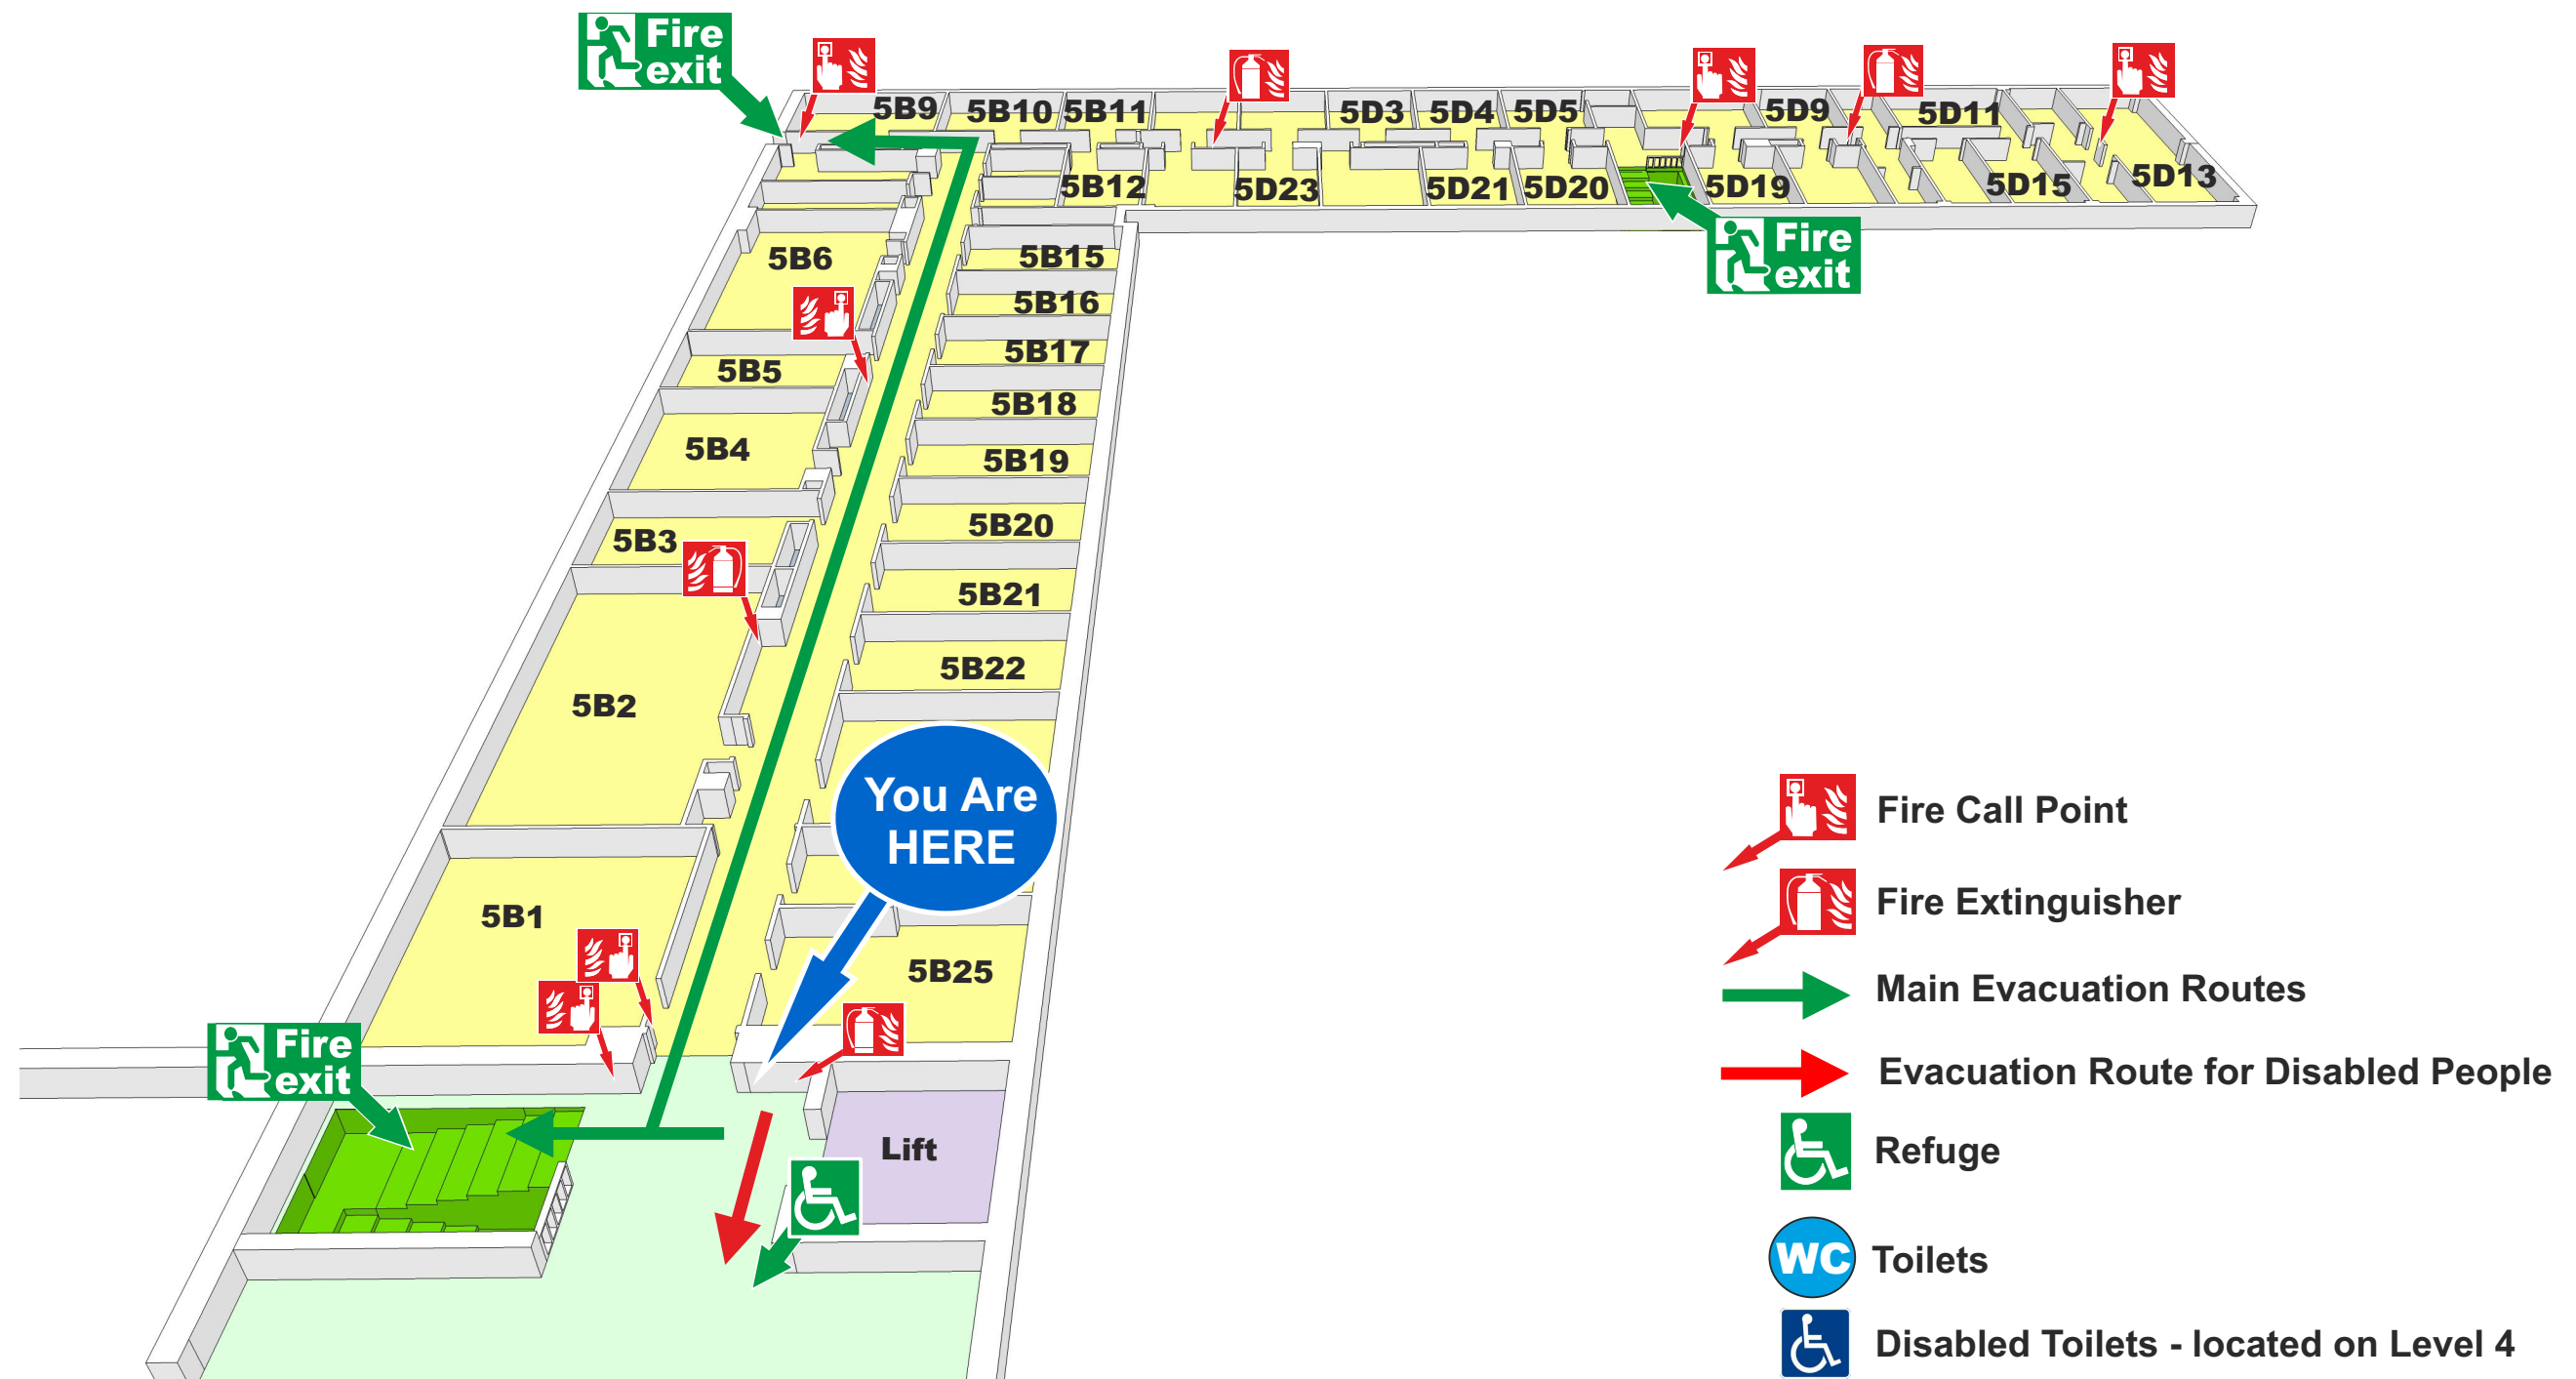 Fire
exit
5B9
5B10
5B11
5D3
5D4
5D5
5D9
5D11
5B12
5D23
5D21
5D20
5D19
5D15
5D13
Fire
exit
5B6
5B15
5B16
5B17
5B5
5B18
5B4
5B19
5B20
5B3
5B21
5B22
5B2
You Are
HERE
5B1
5B25
Fire
exit
Lift
Fire Call Point
Fire Extinguisher
Main Evacuation Routes
Evacuation Route for Disabled People
Refuge
WC Toilets
Disabled Toilets - located on Level 4